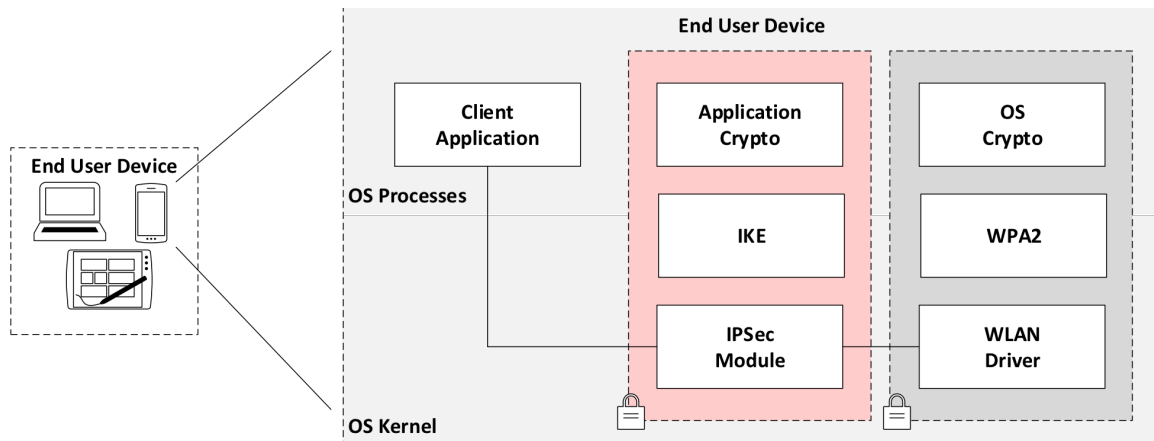 End User Device
End User Device
Client
Application
Application
Crypto
OS
Crypto
OS Processes
IKE
WPA2
IPSec
Module
WLAN
Driver
OS Kernel